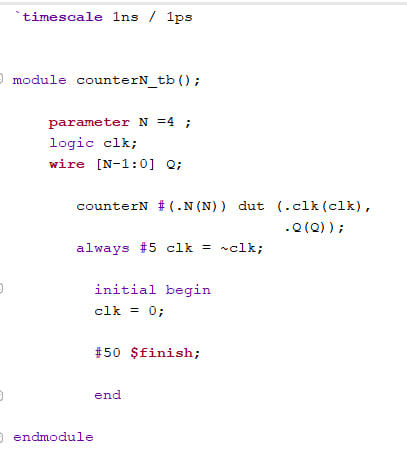 `timescale 1ns / 1ps
module counterN_tb();
parameter N =4 ;
logic clk;
wire [N-1:0] Q;
counterN #(.N(N)) dut (.clk(clk),
.Q(Q));
always #5 clk = ~clk;
initial begin
clk = 0;
#50 $finish;
end
endmodule